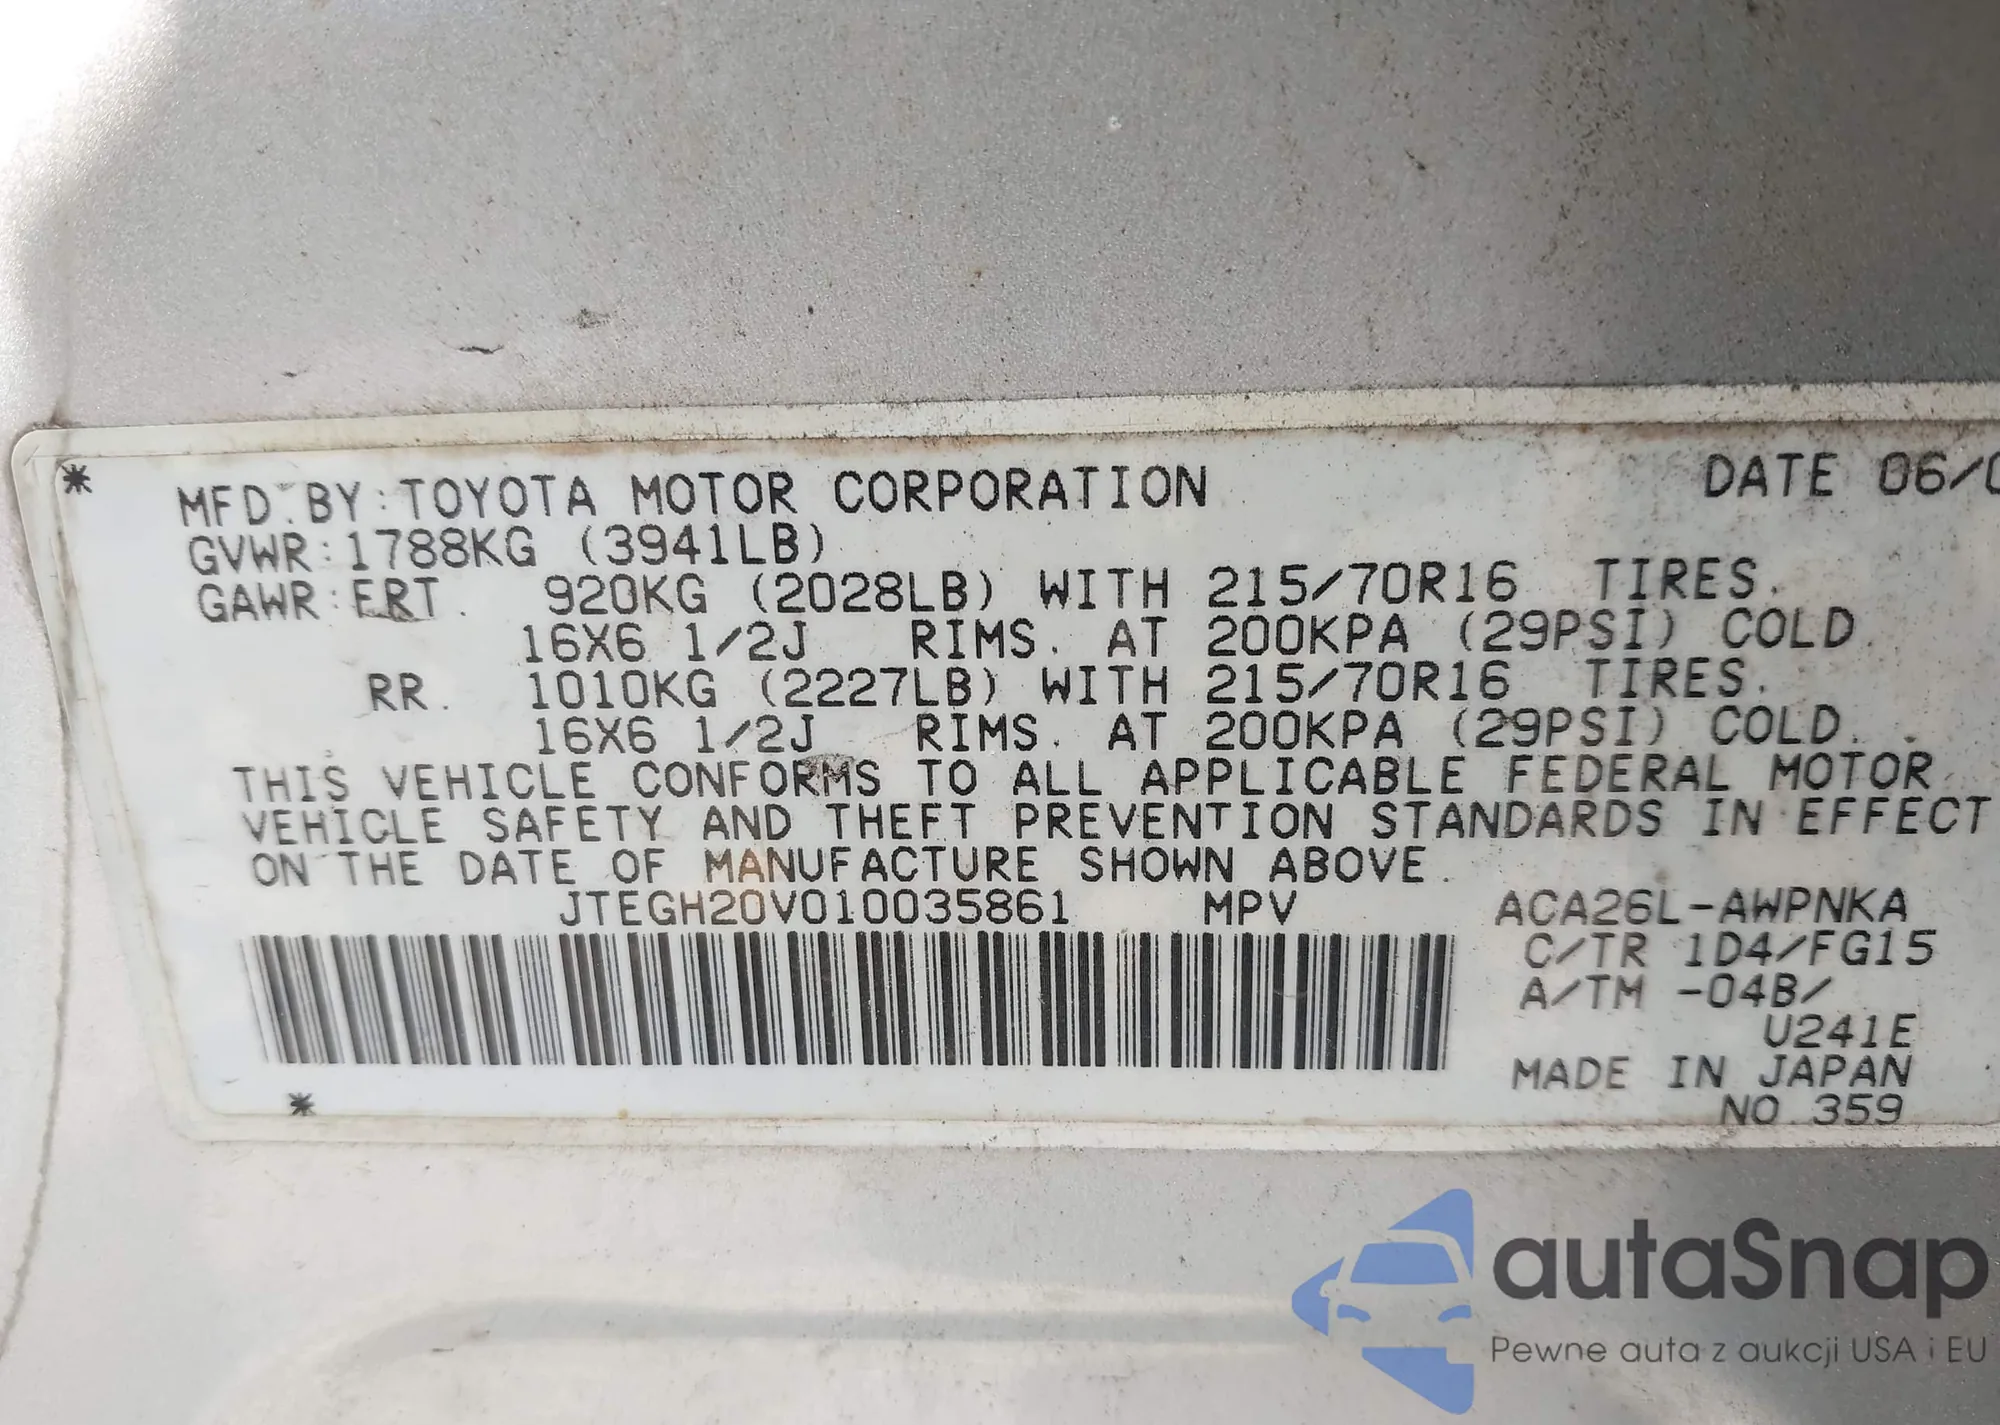 * MFD. BY: TOYOTA MOTOR CORPORATION DATE 06/0
GVWR: 1788KG (3941LB)
GAWR: FRT. 920KG (2028LB) WITH 215/70R16 TIRES.
16X6 1/2J RIMS. AT 200KPA (29PSI) COLD.
RR. 1010KG (2227LB) WITH 215/70R16 TIRES.
16X6 1/2J RIMS. AT 200KPA (29PSI) COLD.
THIS VEHICLE CONFORMS TO ALL APPLICABLE FEDERAL MOTOR
VEHICLE SAFETY AND THEFT PREVENTION STANDARDS IN EFFECT
ON THE DATE OF MANUFACTURE SHOWN ABOVE.
JTEGH20V010035861 MPV ACA26L-AWPNKA
C/TR 1D4/FG15
A/TM -04B/
U241E
MADE IN JAPAN
* NO.359
autaSnap
Pewne auta z aukcji USA i EU